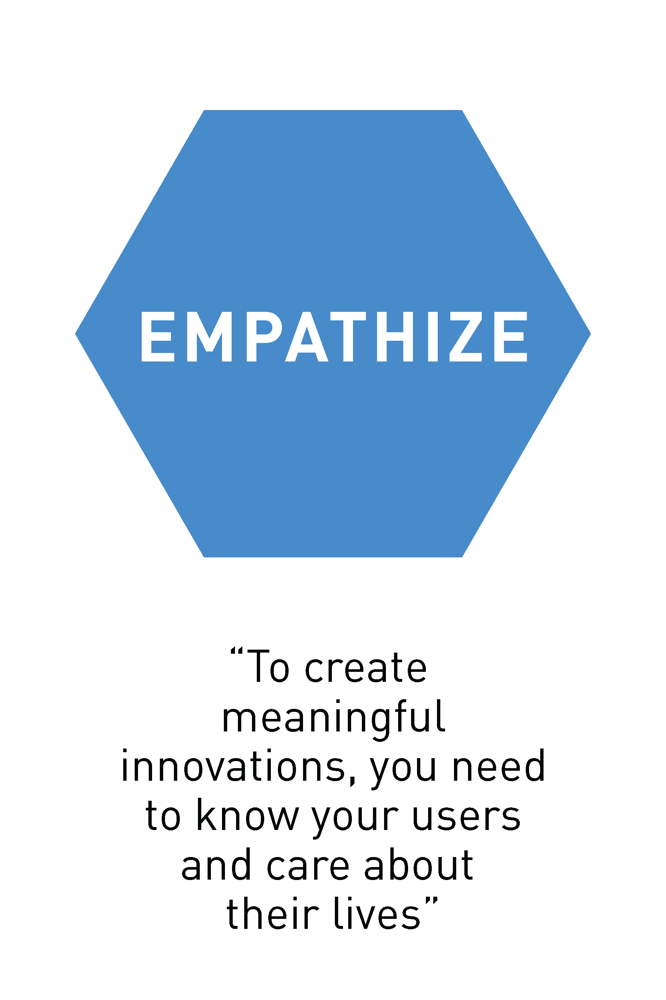 EMPATHIZE
“To create
meaningful
innovations, you need
to know your users
and care about
their lives”